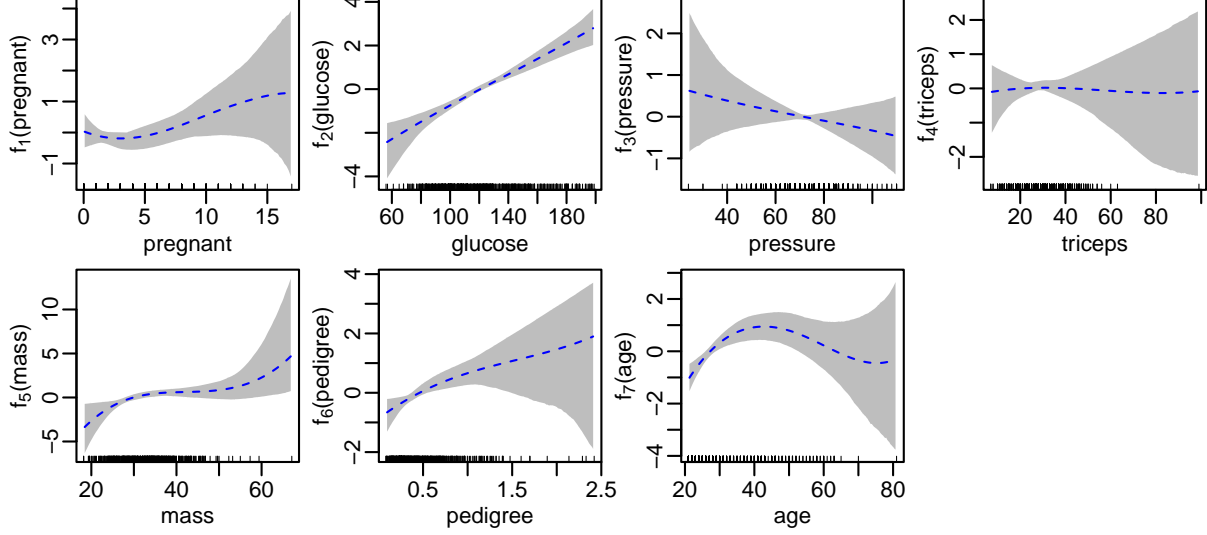 f1(pregnant)
3
1
−1
0 5 10 15
pregnant
f2(glucose)
4
2
0
−4
60 100 140 180
glucose
f3(pressure)
2
1
0
−1
40 60 80
pressure
f4(triceps)
2
1
0
−2
20 40 60 80
triceps
f5(mass)
10
5
0
−5
20 30 40 60
mass
f6(pedigree)
4
2
0
−2
0.5 1.5 2.5
pedigree
f7(age)
2
0
−2
−4
20 30 40 60 80
age